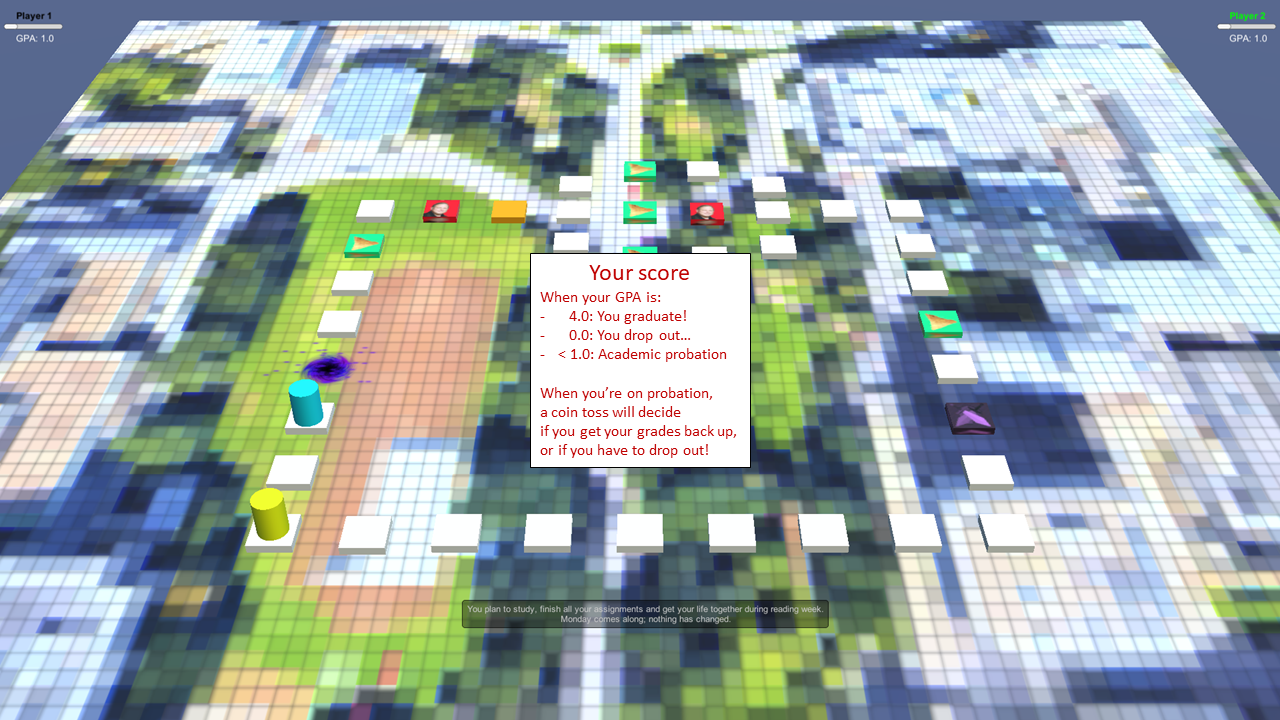 Player 1
GPA: 1.0
Player 2
GPA: 1.0
Your score
When your GPA is:
- 4.0: You graduate!
- 0.0: You drop out...
- < 1.0: Academic probation
When you're on probation,
a coin toss will decide
if you get your grades back up,
or if you have to drop out!
You plan to study, finish all your assignments and get your life together during reading week.
Monday comes along; nothing has changed.